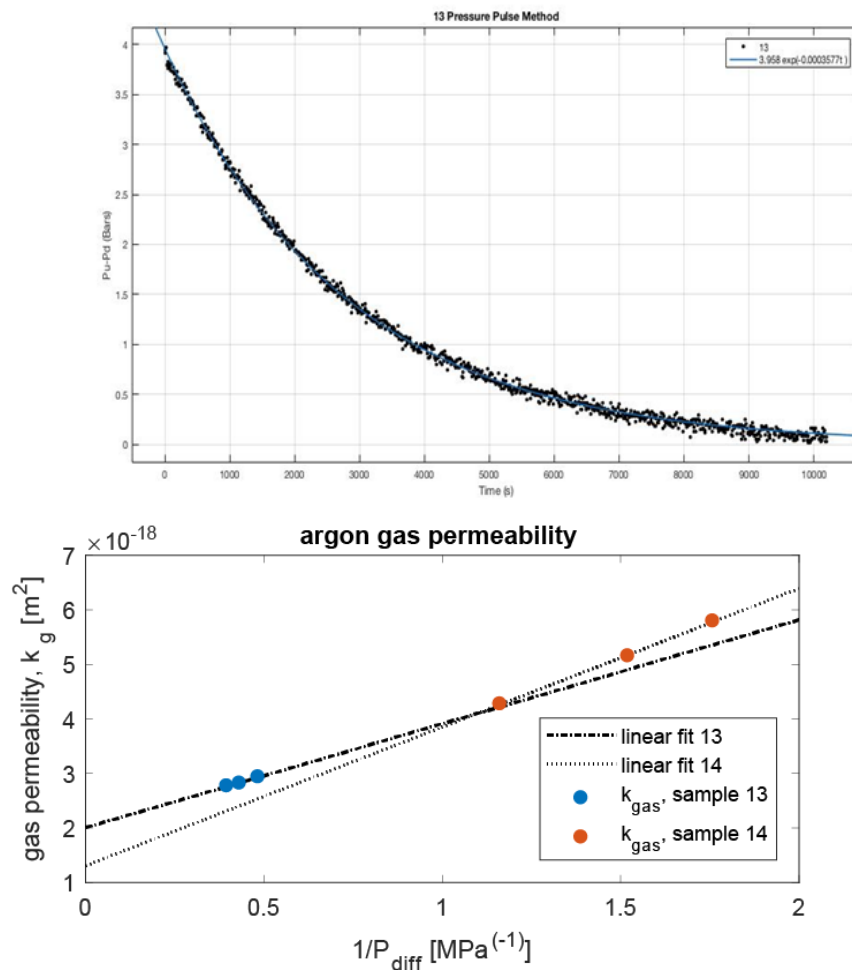 13 Pressure Pulse Method
13
3.958 exp(-0.0003577t )
4
3.5
3
2.5
2
1.5
1
0.5
0
Pu-Pd (Bars)
0 1000 2000 3000 4000 5000 6000 7000 8000 9000 10000
Time (s)
argon gas permeability
×10⁻¹⁸
7
6
5
4
3
2
1
gas permeability, k_g [m²]
linear fit 13
linear fit 14
k_gas, sample 13
k_gas, sample 14
0 0.5 1 1.5 2
1/P_diff [MPa⁽⁻¹⁾]